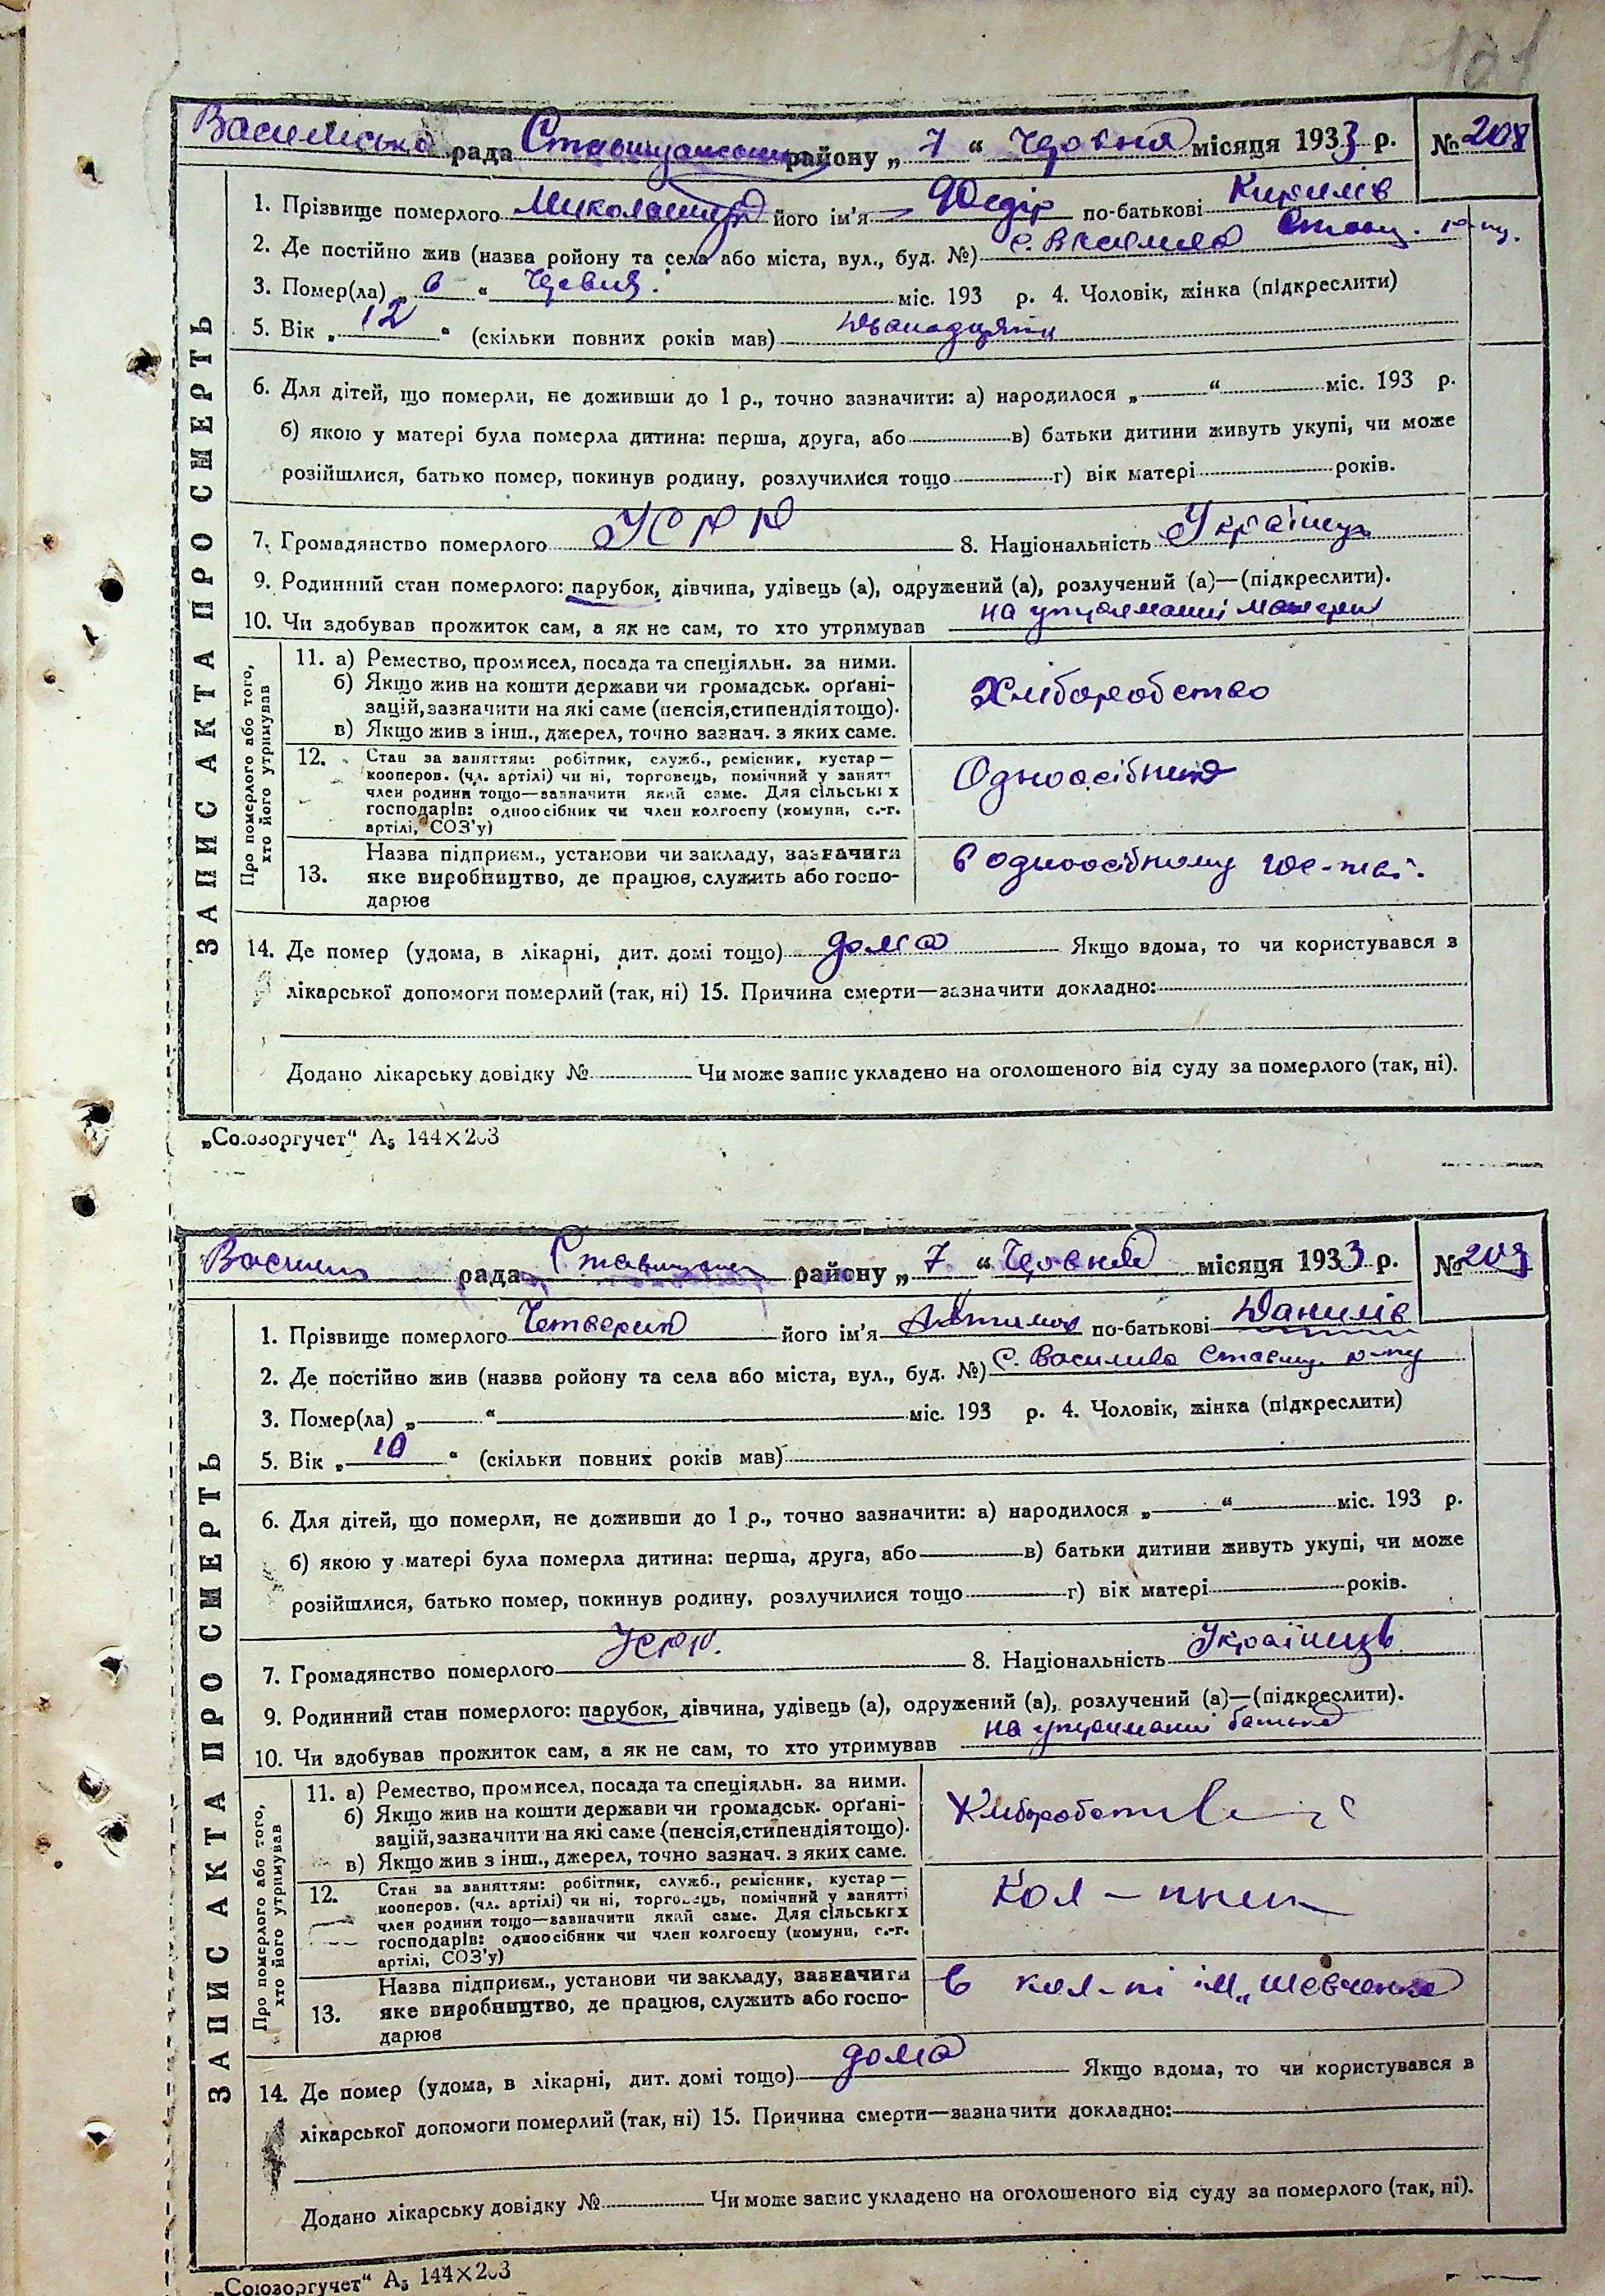 101
Василиська рада Ставищанського району „ 7 “ Червня місяця 1933 р. № 208
ЗАПИС АКТА ПРО СМЕРТЬ
1. Прізвище померлого його ім'я Федір по-батькові Кирилів
2. Де постійно жив (назва ройону та села або міста, вул., буд. №) с. Василиха Ставищ. р-ну.
3. Помер(ла) „ 6 “ Червня. міс. 193 р. 4. Чоловік, жінка (підкреслити)
5. Вік „ 12 “ (скільки повних років мав) дванадцять
6. Для дітей, що померли, не доживши до 1 р., точно зазначити: а) народилося „ “ міс. 193 р.
б) якою у матері була померла дитина: перша, друга, або в) батьки дитини живуть укупі, чи може
розійшлися, батько помер, покинув родину, розлучилися тощо г) вік матері років.
7. Громадянство померлого УСРР 8. Національність Українець
9. Родинний стан померлого: парубок, дівчина, удівець (а), одружений (а), розлучений (а)—(підкреслити).
10. Чи здобував прожиток сам, а як не сам, то хто утримував на утриманні матери
Про померлого або того, хто його утримував
11. а) Ремество, промисел, посада та спеціяльн. за ними.
б) Якщо жив на кошти держави чи громадськ. орґані-
зацій, зазначити на які саме (пенсія, стипендія тощо).
в) Якщо жив з інш., джерел, точно зазнач. з яких саме.
Хліборобство
12. Стан за заняттям: робітник, служб., ремісник, кустар—
кооперов. (чл. артілі) чи ні, торговець, помічний у занятт
член родини тощо—зазначити який саме. Для сільських
господарів: одноосібник чи член колгоспу (комуни, с.-г.
артілі, СОЗ'у)
Одноосібник
13. Назва підприєм., установи чи закладу, зазначити
яке виробництво, де працює, служить або госпо-
дарює
в одноосібному гос-тві.
14. Де помер (удома, в лікарні, дит. домі тощо) дома Якщо вдома, то чи користувався з
лікарської допомоги померлий (так, ні) 15. Причина смерти—зазначити докладно:
Додано лікарську довідку № Чи може запис укладено на оголошеного від суду за померлого (так, ні).
„Союзоргучет“ А₅ 144×203
рада Ставищан району „ 7 “ Червня місяця 1933 р. № 209
ЗАПИС АКТА ПРО СМЕРТЬ
1. Прізвище померлого Четверик його ім'я по-батькові Данилів
2. Де постійно жив (назва ройону та села або міста, вул., буд. №) с. Василиха Ставищ. р-ну
3. Помер(ла) „ “ міс. 193 р. 4. Чоловік, жінка (підкреслити)
5. Вік „ 10 “ (скільки повних років мав)
6. Для дітей, що померли, не доживши до 1 р., точно зазначити: а) народилося „ “ міс. 193 р.
б) якою у матері була померла дитина: перша, друга, або в) батьки дитини живуть укупі, чи може
розійшлися, батько помер, покинув родину, розлучилися тощо г) вік матері років.
7. Громадянство померлого УСРР. 8. Національність Українець
9. Родинний стан померлого: парубок, дівчина, удівець (а), одружений (а), розлучений (а)—(підкреслити).
10. Чи здобував прожиток сам, а як не сам, то хто утримував на утриманні батька
Про померлого або того, хто його утримував
11. а) Ремество, промисел, посада та спеціяльн. за ними.
б) Якщо жив на кошти держави чи громадськ. орґані-
зацій, зазначити на які саме (пенсія, стипендія тощо).
в) Якщо жив з інш., джерел, точно зазнач. з яких саме.
12. Стан за заняттям: робітник, служб., ремісник, кустар—
кооперов. (чл. артілі) чи ні, торговець, помічний у занятті
член родини тощо—зазначити який саме. Для сільських
господарів: одноосібник чи член колгоспу (комуни, с.-г.
артілі, СОЗ'у)
Кол-ник
13. Назва підприєм., установи чи закладу, зазначити
яке виробництво, де працює, служить або госпо-
дарює
в кол-пі ім „Шевченка
14. Де помер (удома, в лікарні, дит. домі тощо) дома Якщо вдома, то чи користувався з
лікарської допомоги померлий (так, ні) 15. Причина смерти—зазначити докладно:
Додано лікарську довідку № Чи може запис укладено на оголошеного від суду за померлого (так, ні).
„Союзоргучет“ А₅ 144×203